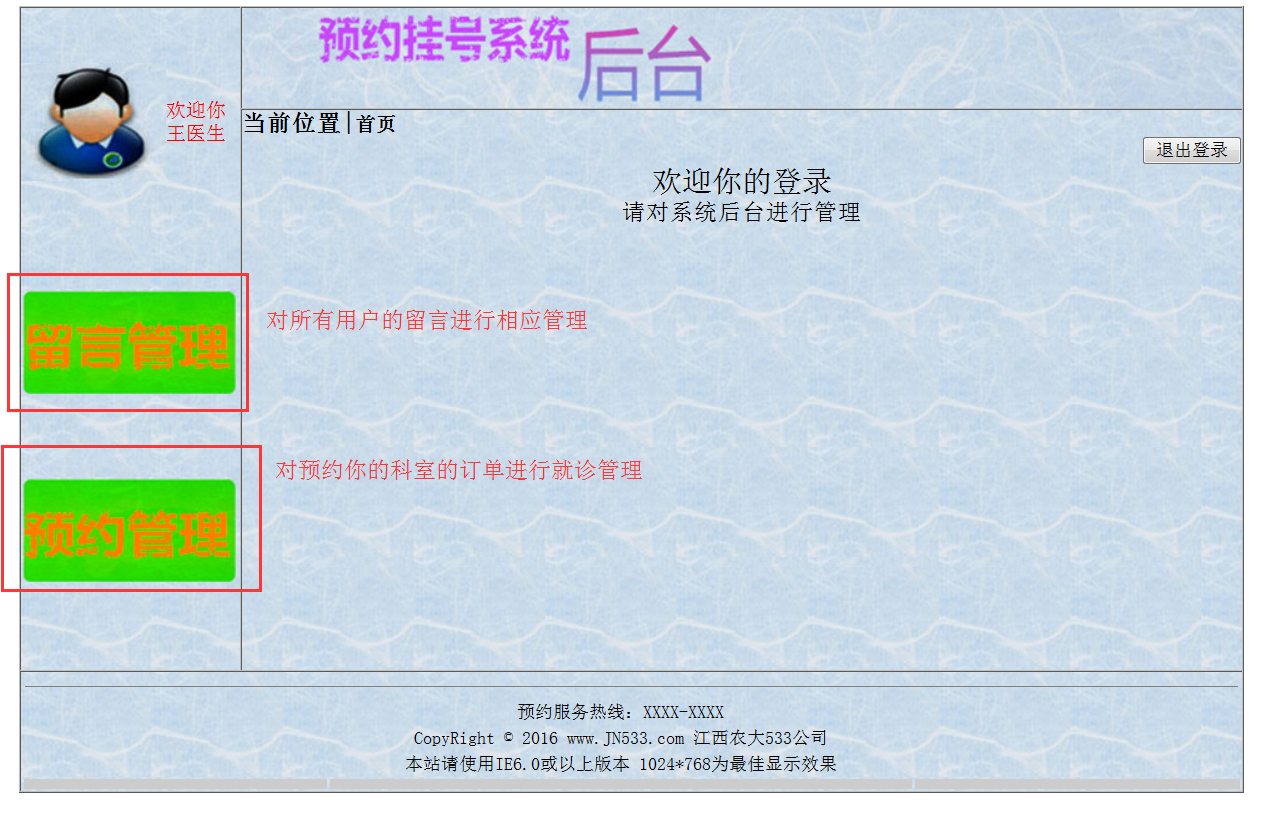 预约挂号系统后台
欢迎你
王医生
当前位置|首页
退出登录
欢迎你的登录
请对系统后台进行管理
留言管理
对所有用户的留言进行相应管理
对预约你的科室的订单进行就诊管理
预约管理
预约服务热线：XXXX-XXXX
CopyRight © 2016 www.JN533.com 江西农大533公司
本站请使用IE6.0或以上版本 1024*768为最佳显示效果